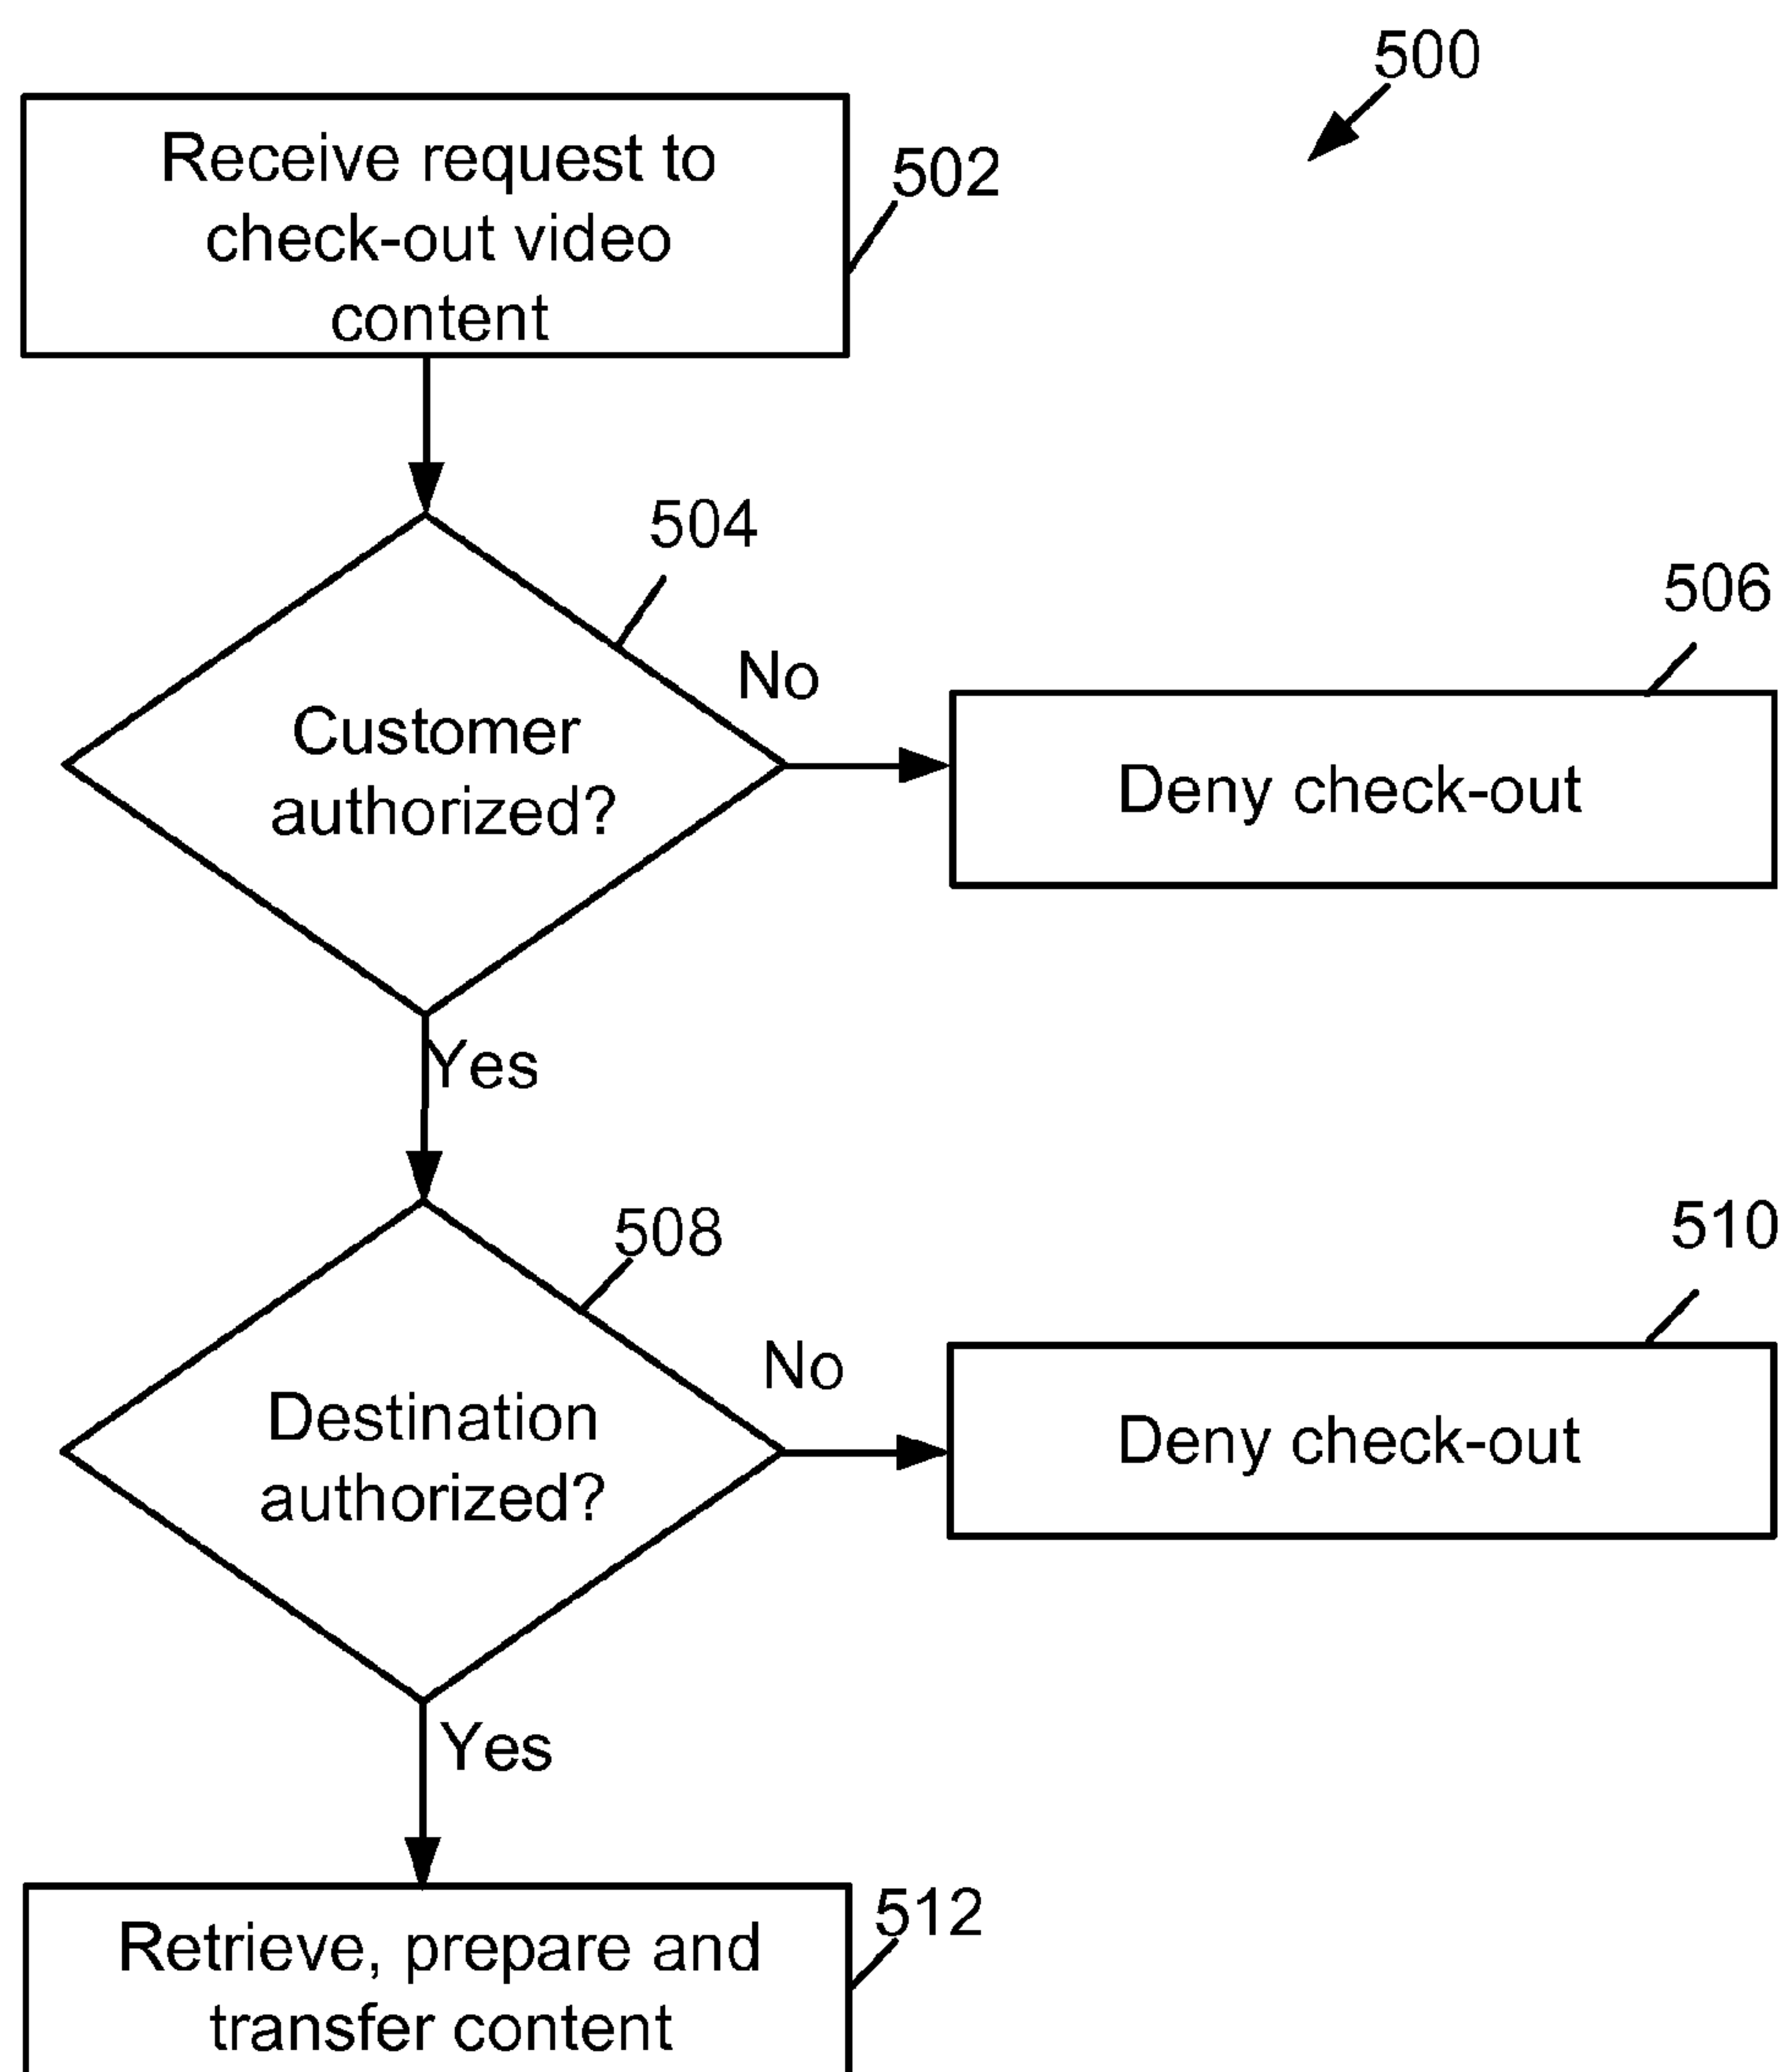 500
Receive request to
check-out video
content
502
504
506
No
Customer
authorized?
Deny check-out
Yes
508
510
No
Destination
authorized?
Deny check-out
Yes
512
Retrieve, prepare and
transfer content